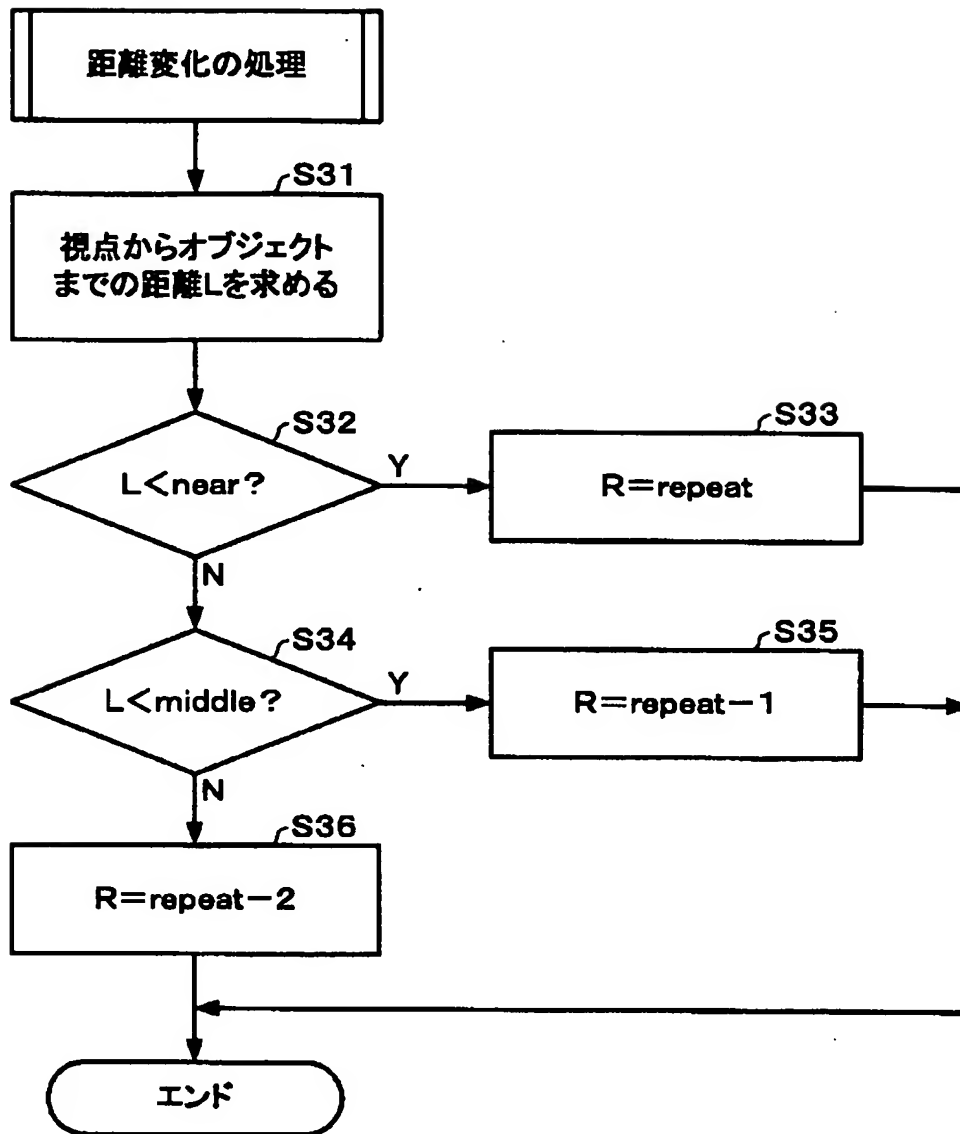 距離変化の処理
S31
視点からオブジェクト
までの距離Lを求める
S32
L<near?
Y
N
S33
R=repeat
S34
L<middle?
Y
N
S35
R=repeat-1
S36
R=repeat-2
エンド